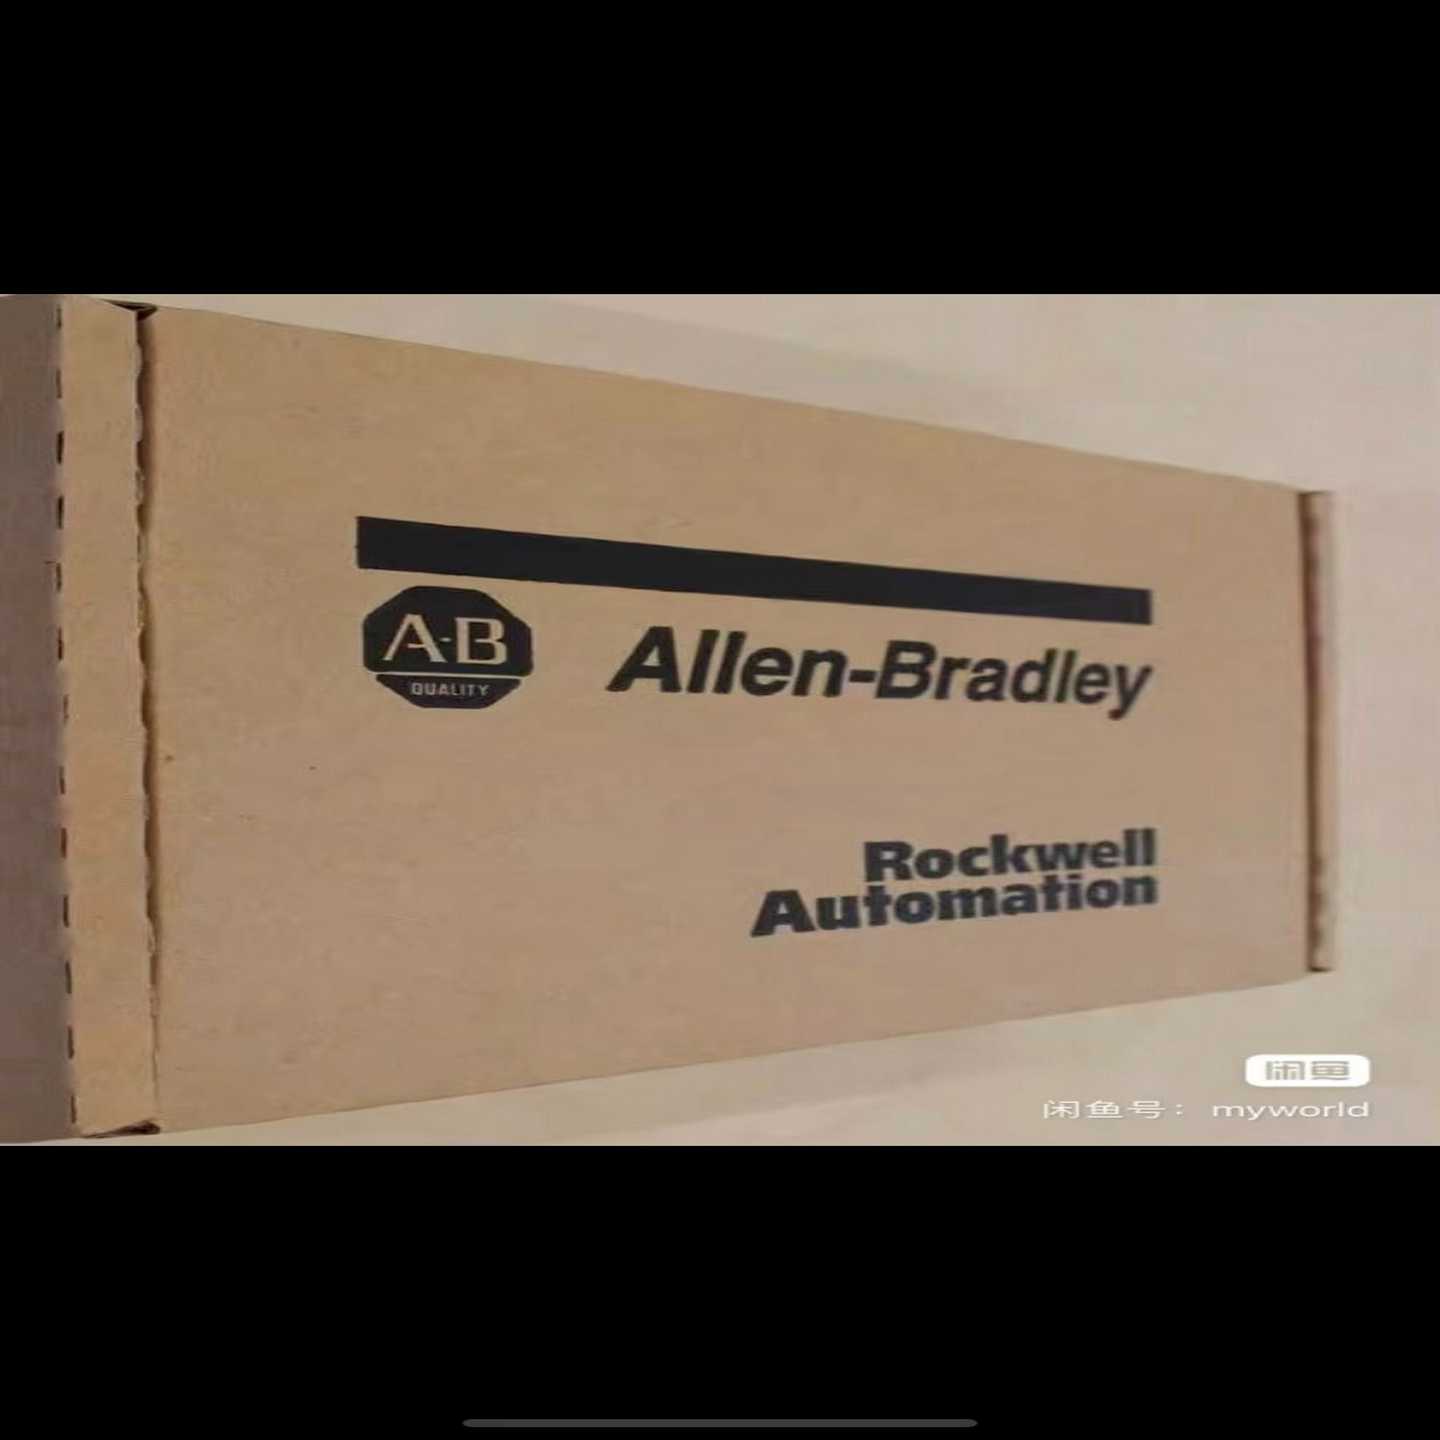 A-B
QUALITY
Allen-Bradley
Rockwell
Automation
闲鱼
闲鱼号：myworld